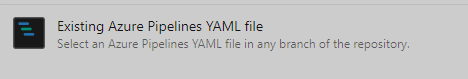 Existing Azure Pipelines YAML file
Select an Azure Pipelines YAML file in any branch of the repository.